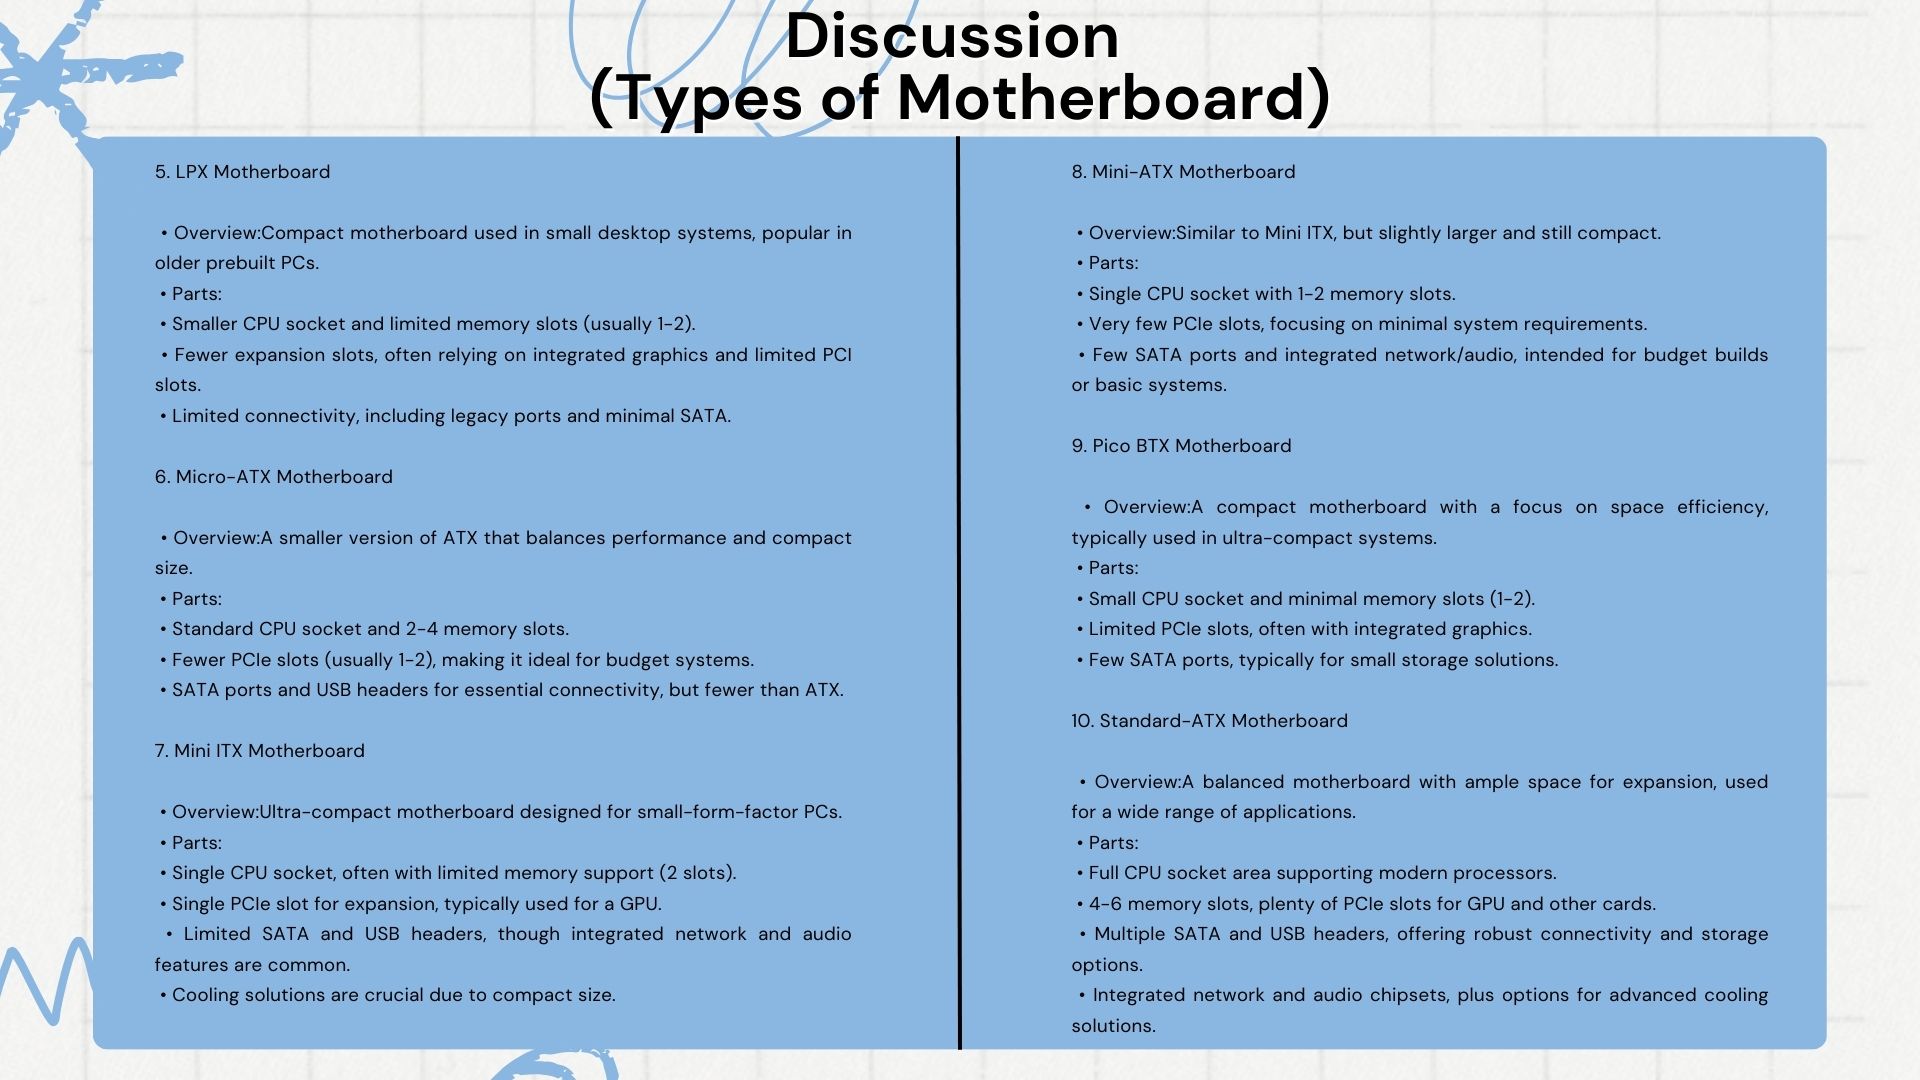 Discussion
(Types of Motherboard)
5. LPX Motherboard
• Overview:Compact motherboard used in small desktop systems, popular in
older prebuilt PCs.
• Parts:
• Smaller CPU socket and limited memory slots (usually 1-2).
• Fewer expansion slots, often relying on integrated graphics and limited PCI
slots.
• Limited connectivity, including legacy ports and minimal SATA.
6. Micro-ATX Motherboard
• Overview:A smaller version of ATX that balances performance and compact
size.
• Parts:
• Standard CPU socket and 2-4 memory slots.
• Fewer PCIe slots (usually 1-2), making it ideal for budget systems.
• SATA ports and USB headers for essential connectivity, but fewer than ATX.
7. Mini ITX Motherboard
• Overview:Ultra-compact motherboard designed for small-form-factor PCs.
• Parts:
• Single CPU socket, often with limited memory support (2 slots).
• Single PCIe slot for expansion, typically used for a GPU.
• Limited SATA and USB headers, though integrated network and audio
features are common.
• Cooling solutions are crucial due to compact size.
8. Mini-ATX Motherboard
• Overview:Similar to Mini ITX, but slightly larger and still compact.
• Parts:
• Single CPU socket with 1-2 memory slots.
• Very few PCIe slots, focusing on minimal system requirements.
• Few SATA ports and integrated network/audio, intended for budget builds
or basic systems.
9. Pico BTX Motherboard
• Overview:A compact motherboard with a focus on space efficiency,
typically used in ultra-compact systems.
• Parts:
• Small CPU socket and minimal memory slots (1-2).
• Limited PCIe slots, often with integrated graphics.
• Few SATA ports, typically for small storage solutions.
10. Standard-ATX Motherboard
• Overview:A balanced motherboard with ample space for expansion, used
for a wide range of applications.
• Parts:
• Full CPU socket area supporting modern processors.
• 4-6 memory slots, plenty of PCIe slots for GPU and other cards.
• Multiple SATA and USB headers, offering robust connectivity and storage
options.
• Integrated network and audio chipsets, plus options for advanced cooling
solutions.